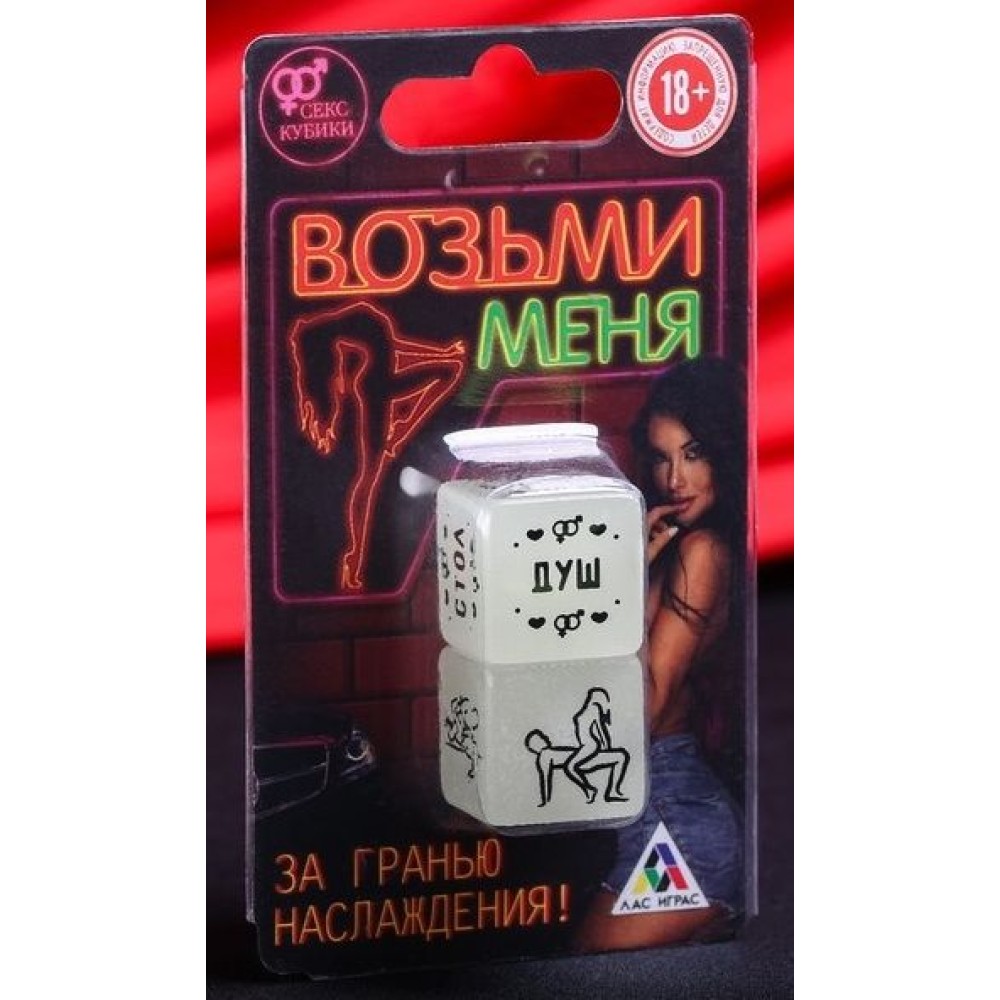 СЕКС
КУБИКИ
СОДЕРЖИТ ИНФОРМАЦИЮ, ЗАПРЕЩЕННУЮ ДЛЯ ДЕТЕЙ
18+
ВОЗЬМИ
МЕНЯ
СТОЛ
ДУШ
ЗА ГРАНЬЮ
НАСЛАЖДЕНИЯ!
ЛАС ИГРАС